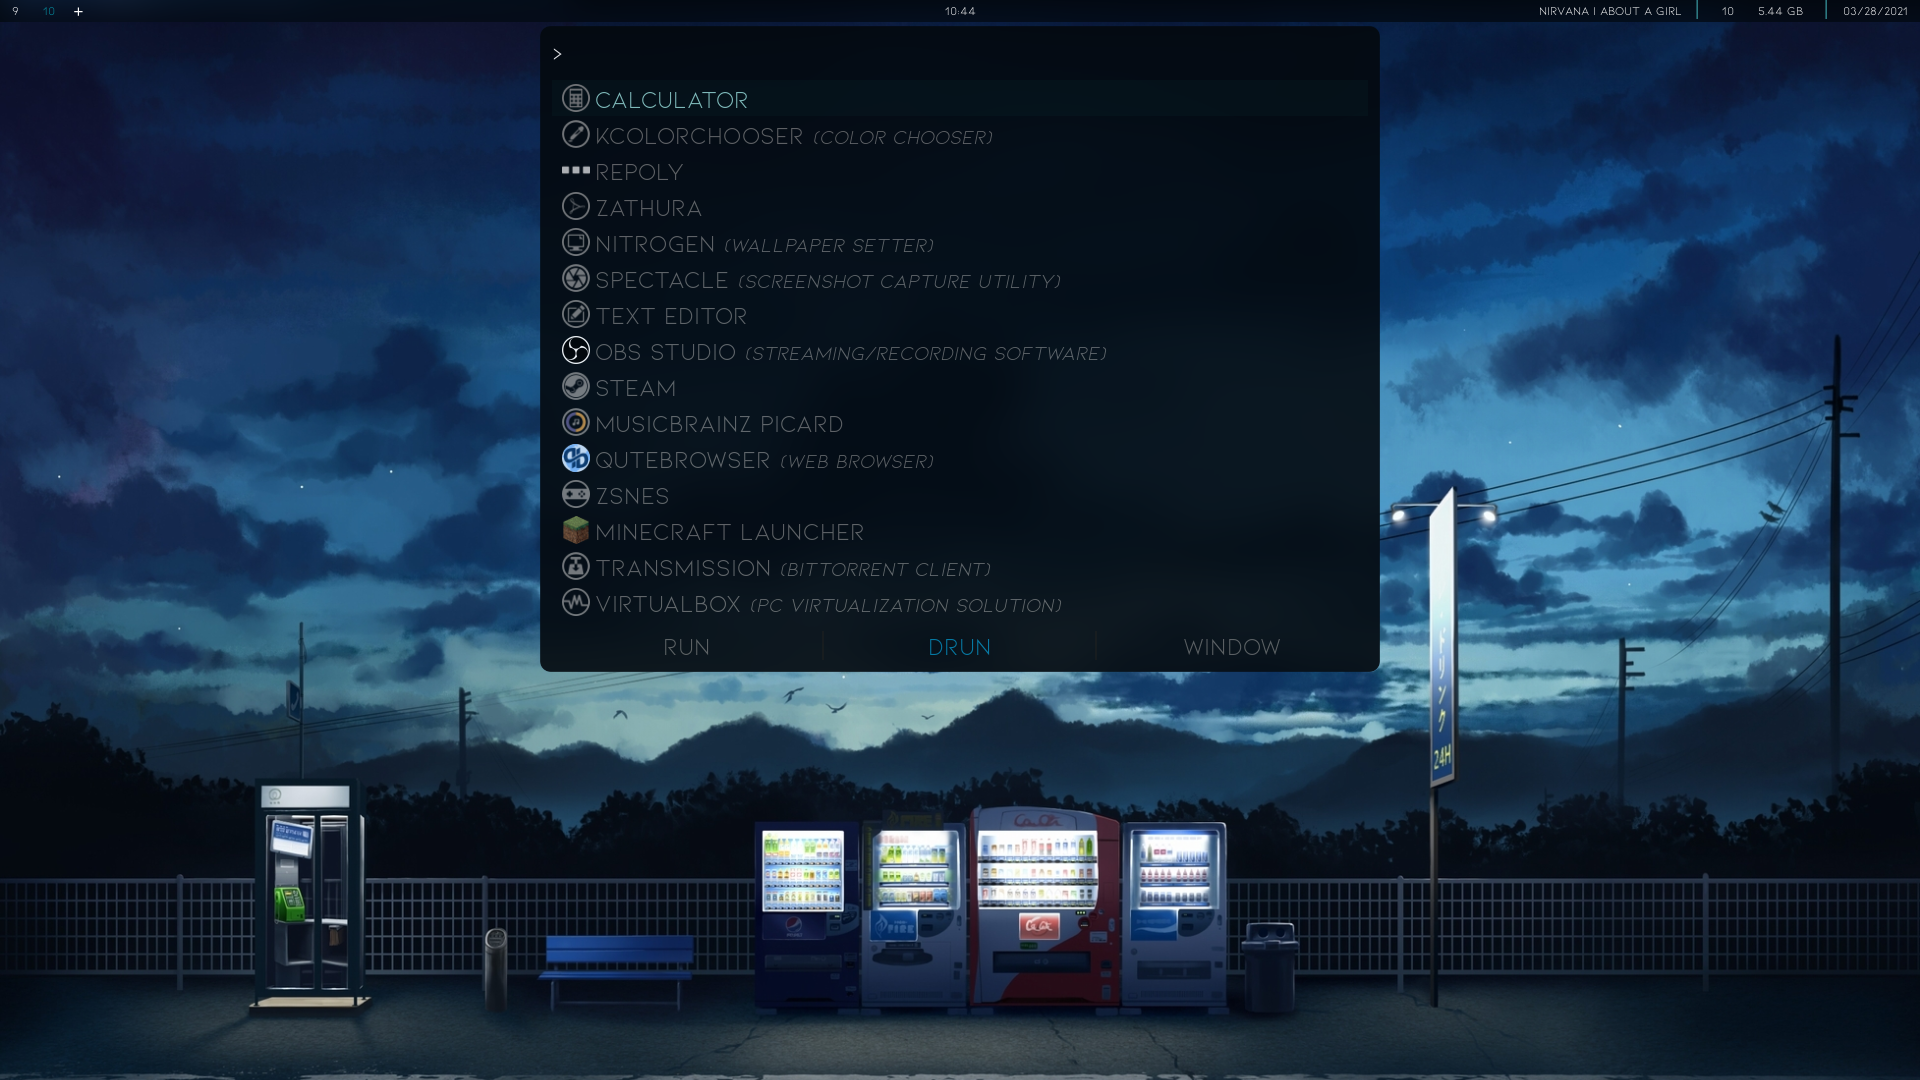 9 10 + 10:44 NIRVANA | ABOUT A GIRL 10 5.44 GB 03/28/2021
>
CALCULATOR
KCOLORCHOOSER (COLOR CHOOSER)
REPOLY
ZATHURA
NITROGEN (WALLPAPER SETTER)
SPECTACLE (SCREENSHOT CAPTURE UTILITY)
TEXT EDITOR
OBS STUDIO (STREAMING/RECORDING SOFTWARE)
STEAM
MUSICBRAINZ PICARD
QUTEBROWSER (WEB BROWSER)
ZSNES
MINECRAFT LAUNCHER
TRANSMISSION (BITTORRENT CLIENT)
VIRTUALBOX (PC VIRTUALIZATION SOLUTION)
RUN DRUN WINDOW
ドリンク
24H
FIRE